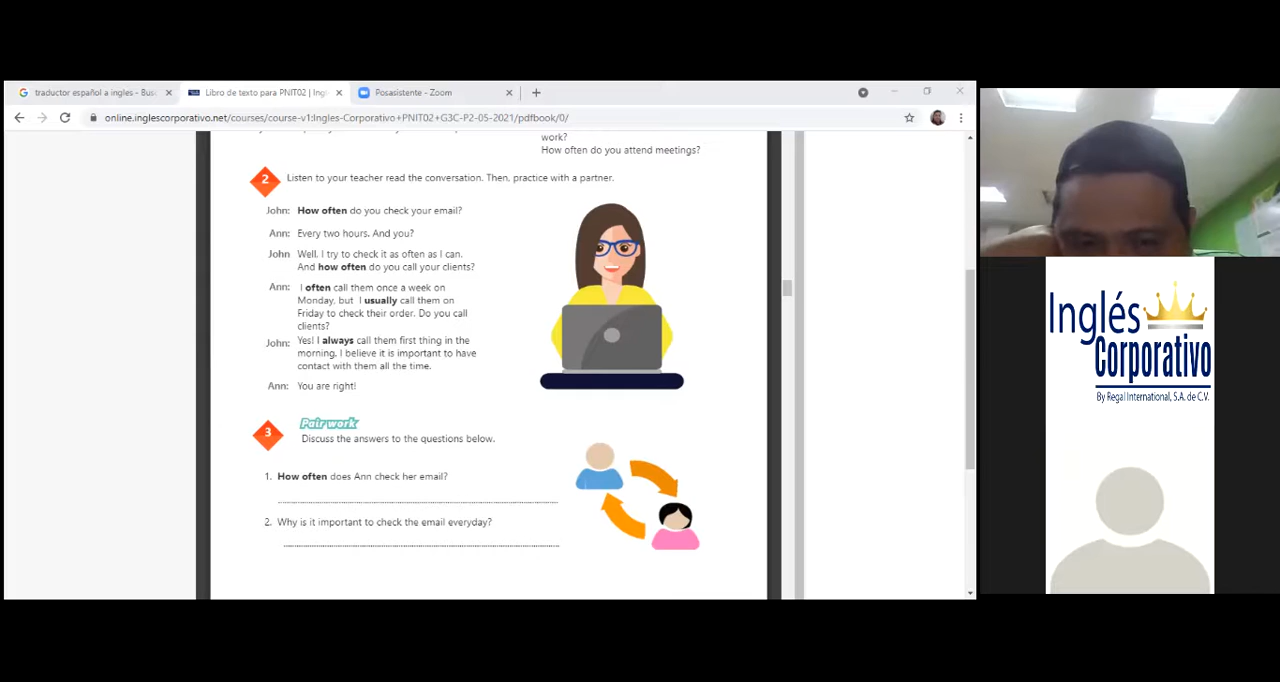 traductor español a ingles - Bus
Libro de texto para PNIT02 | Ingl
Posasistente - Zoom
online.inglescorporativo.net/courses/course-v1:Ingles-Corporativo+PNIT02+G3C-P2-05-2021/pdfbook/0/
work?
How often do you attend meetings?
2 Listen to your teacher read the conversation. Then, practice with a partner.
John: How often do you check your email?
Ann: Every two hours. And you?
John Well, I try to check it as often as I can.
And how often do you call your clients?
Ann: I often call them once a week on
Monday, but I usually call them on
Friday to check their order. Do you call
clients?
John: Yes! I always call them first thing in the
morning. I believe it is important to have
contact with them all the time.
Ann: You are right!
3 Pair work
Discuss the answers to the questions below.
1. How often does Ann check her email?
2. Why is it important to check the email everyday?
Inglés
Corporativo
By Regal International, S.A. de C.V.